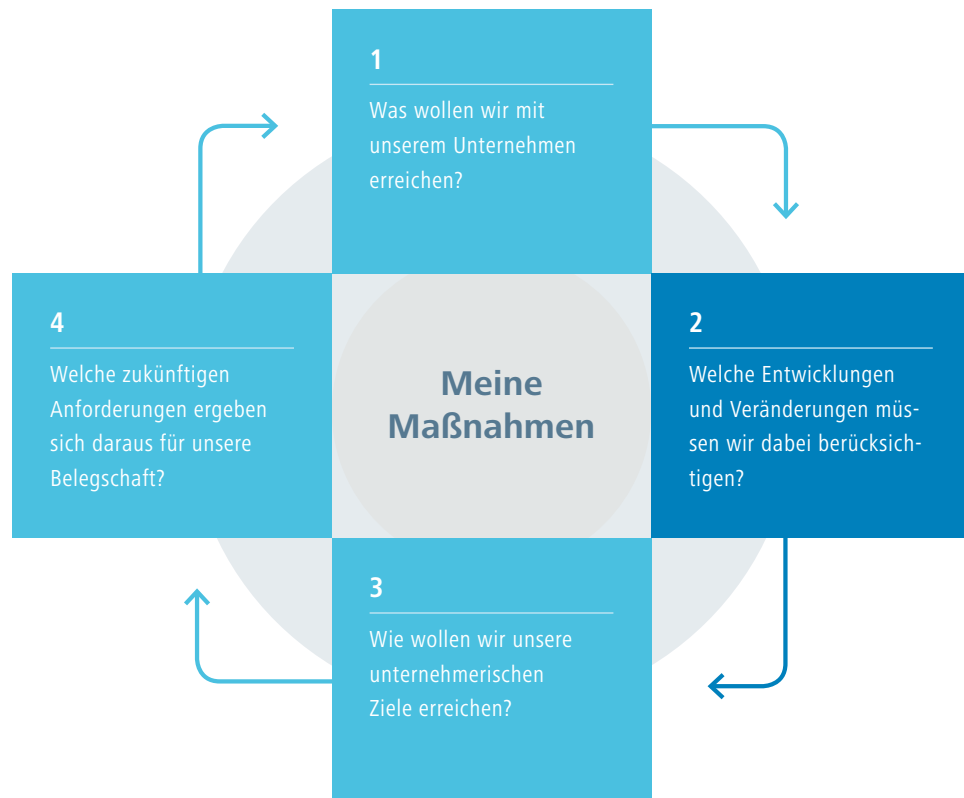 1
Was wollen wir mit
unserem Unternehmen
erreichen?
2
Welche Entwicklungen
und Veränderungen müs-
sen wir dabei berücksich-
tigen?
3
Wie wollen wir unsere
unternehmerischen
Ziele erreichen?
4
Welche zukünftigen
Anforderungen ergeben
sich daraus für unsere
Belegschaft?
Meine
Maßnahmen